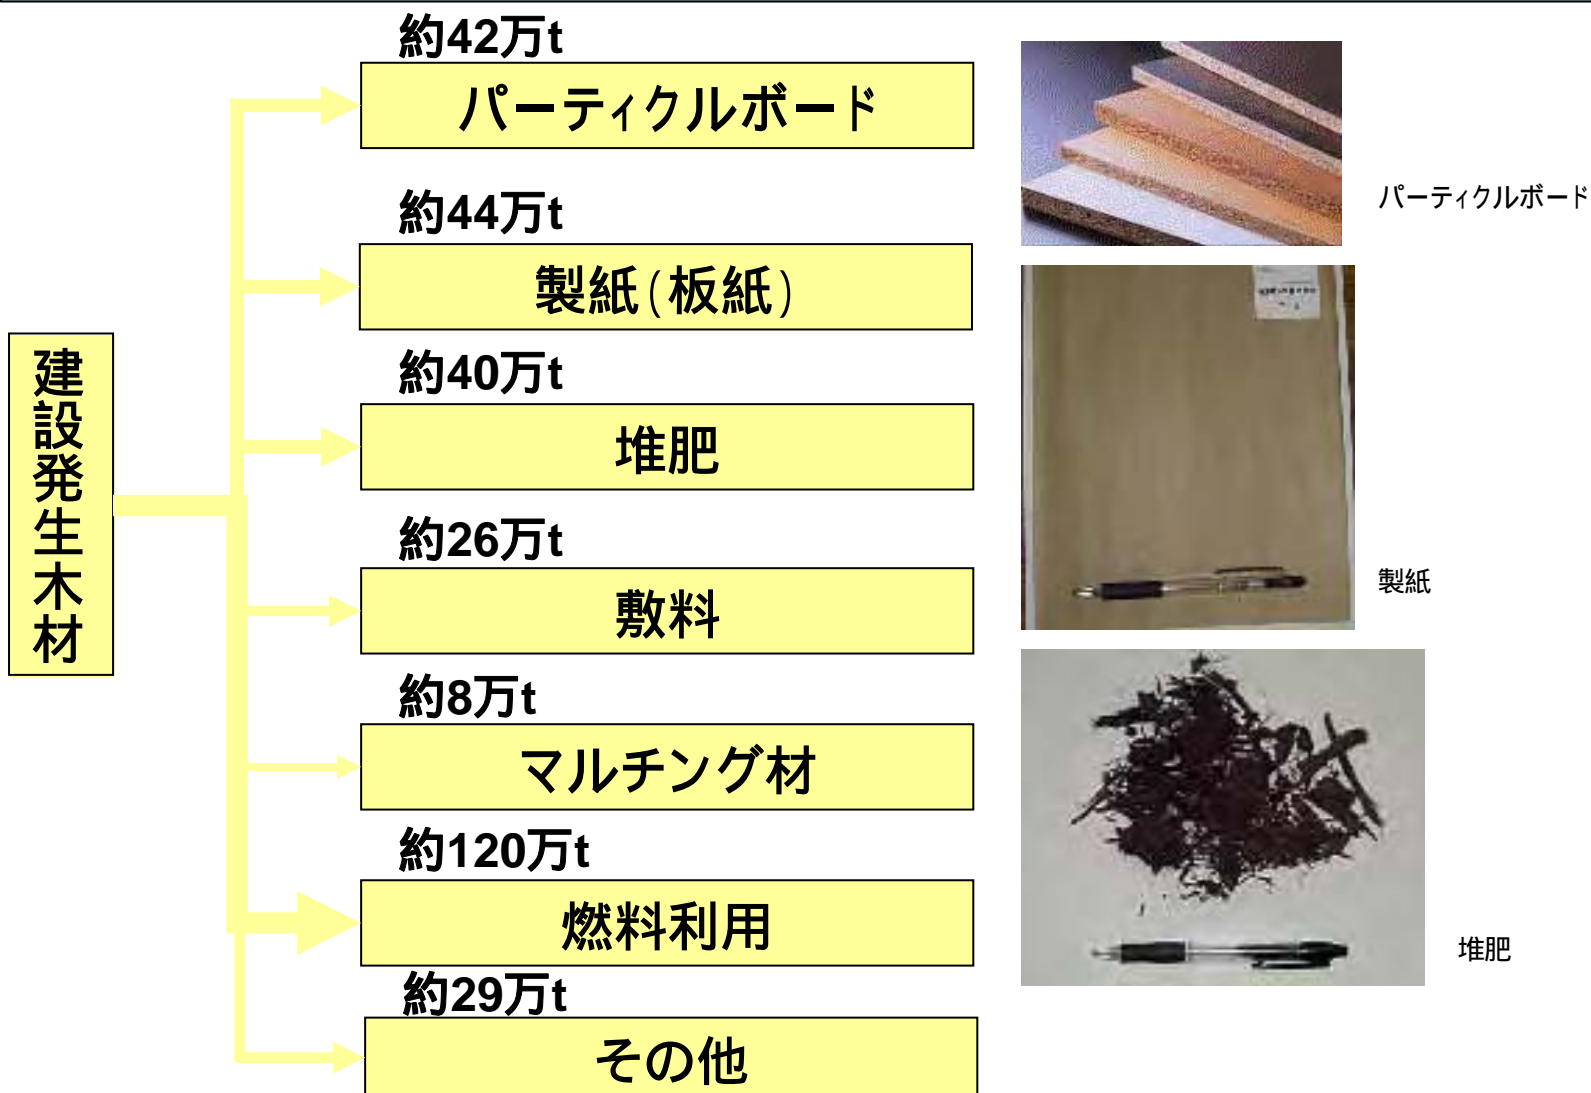 約42万t
パーティクルボード
約44万t
製紙(板紙)
約40万t
堆肥
約26万t
敷料
約8万t
マルチング材
約120万t
燃料利用
約29万t
その他
建設発生木材
パーティクルボード
製紙
堆肥